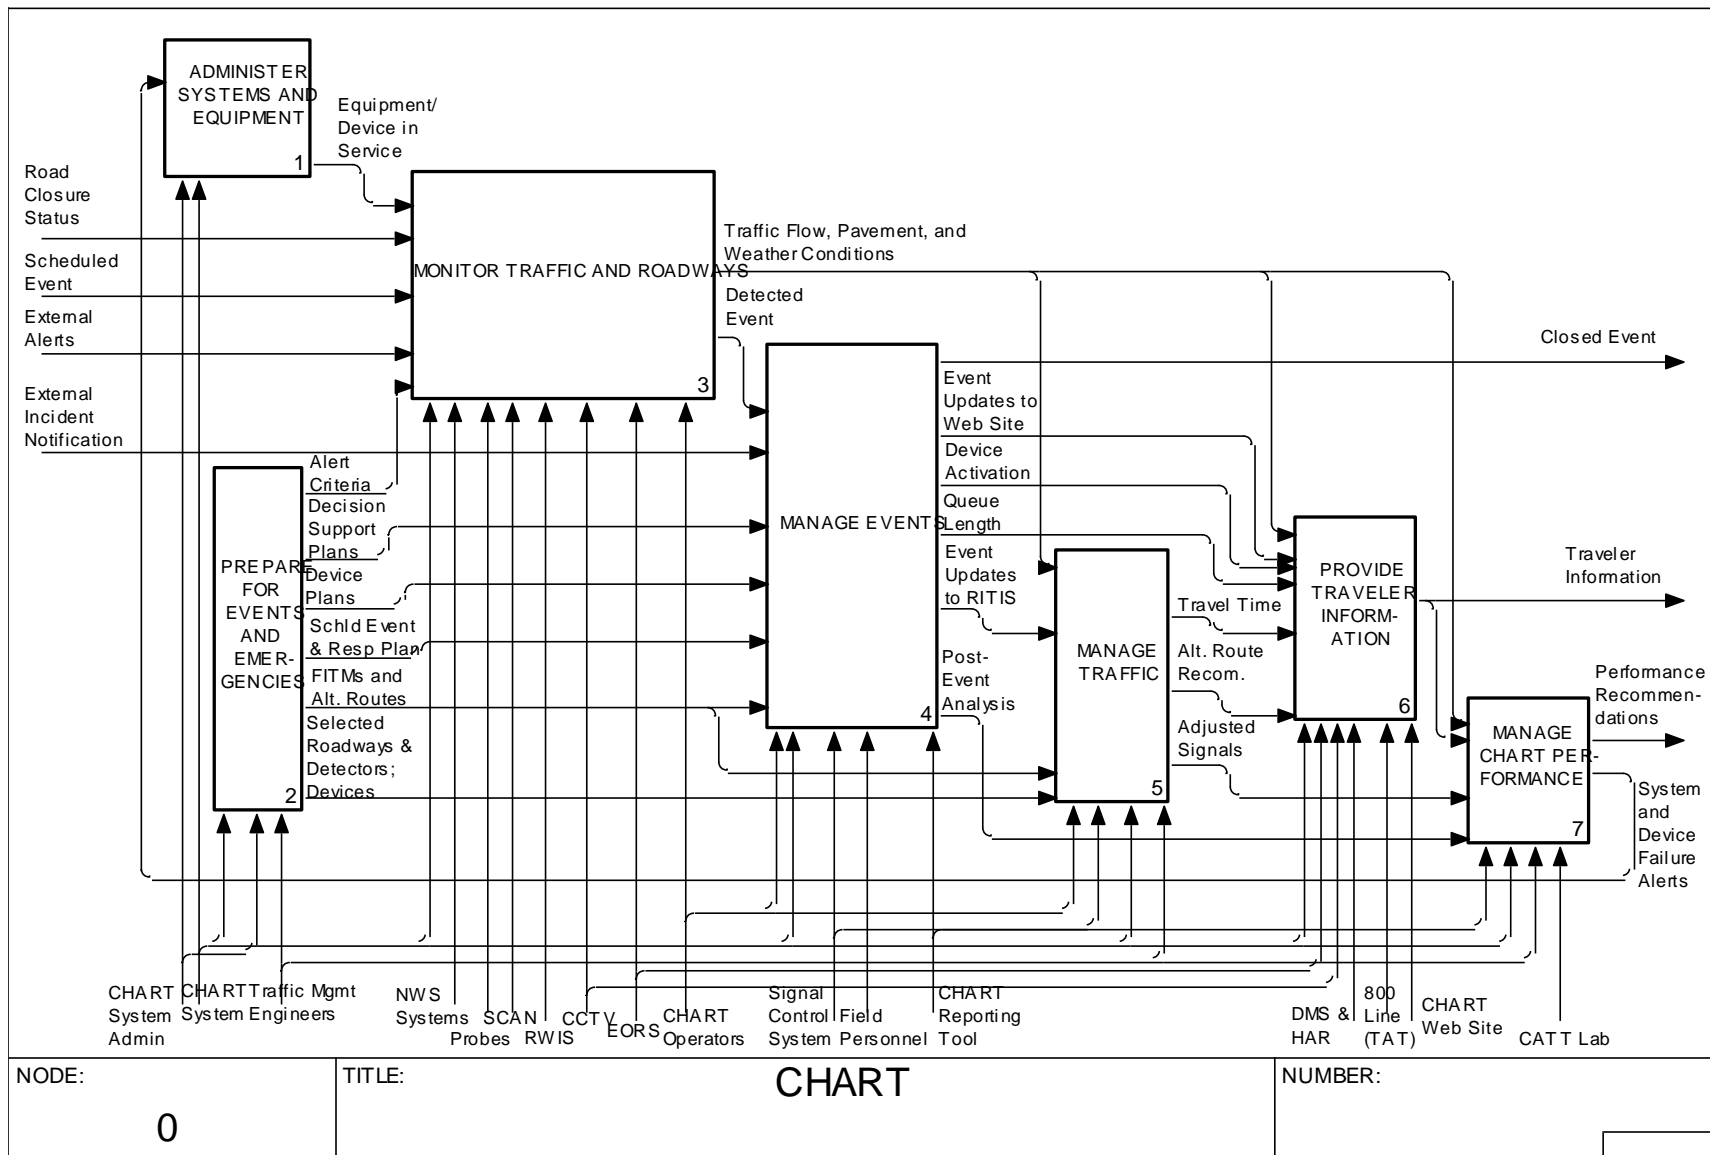 ADMINISTER
SYSTEMS AND
EQUIPMENT
1
Equipment/
Device in
Service
Road
Closure
Status
Scheduled
Event
External
Alerts
External
Incident
Notification
MONITOR TRAFFIC AND ROADWAYS
3
Traffic Flow, Pavement, and
Weather Conditions
Detected
Event
Closed Event
Event
Updates to
Web Site
Device
Activation
Queue
Length
Event
Updates
to RITIS
Post-
Event
Analysis
MANAGE EVENTS
4
Alert
Criteria
Decision
Support
Plans
Device
Plans
Schld Event
& Resp Plan
FITMs and
Alt. Routes
Selected
Roadways &
Detectors;
Devices
PREPARE
FOR
EVENTS
AND
EMER-
GENCIES
2
MANAGE
TRAFFIC
5
Travel Time
Alt. Route
Recom.
Adjusted
Signals
PROVIDE
TRAVELER
INFORM-
ATION
6
Traveler
Information
Performance
Recommen-
dations
MANAGE
CHART PER-
FORMANCE
7
System
and
Device
Failure
Alerts
CHART
System
Admin
CHART
System Engineers
Traffic Mgmt
NWS
Systems
Probes
SCAN
RWIS
CCTV
EORS
CHART
Operators
Signal
Control
System
Field
Personnel
CHART
Reporting
Tool
DMS &
HAR
800
Line
(TAT)
CHART
Web Site
CATT Lab
NODE:
0
TITLE:
CHART
NUMBER: